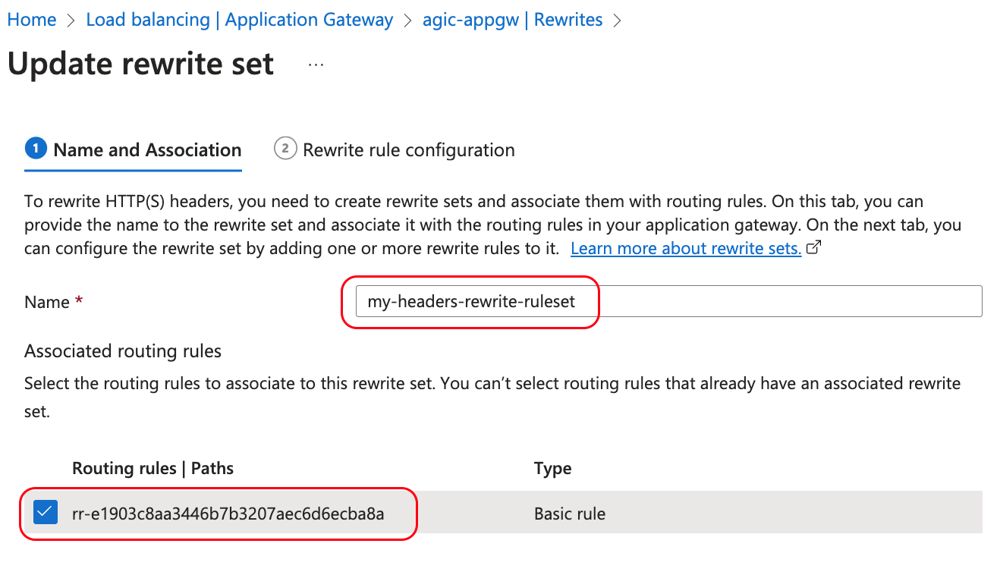 Home > Load balancing | Application Gateway > agic-appgw | Rewrites >
Update rewrite set ...
1 Name and Association 2 Rewrite rule configuration
To rewrite HTTP(S) headers, you need to create rewrite sets and associate them with routing rules. On this tab, you can
provide the name to the rewrite set and associate it with the routing rules in your application gateway. On the next tab, you
can configure the rewrite set by adding one or more rewrite rules to it. Learn more about rewrite sets.
Name * my-headers-rewrite-ruleset
Associated routing rules
Select the routing rules to associate to this rewrite set. You can’t select routing rules that already have an associated rewrite
set.
Routing rules | Paths Type
rr-e1903c8aa3446b7b3207aec6d6ecba8a Basic rule